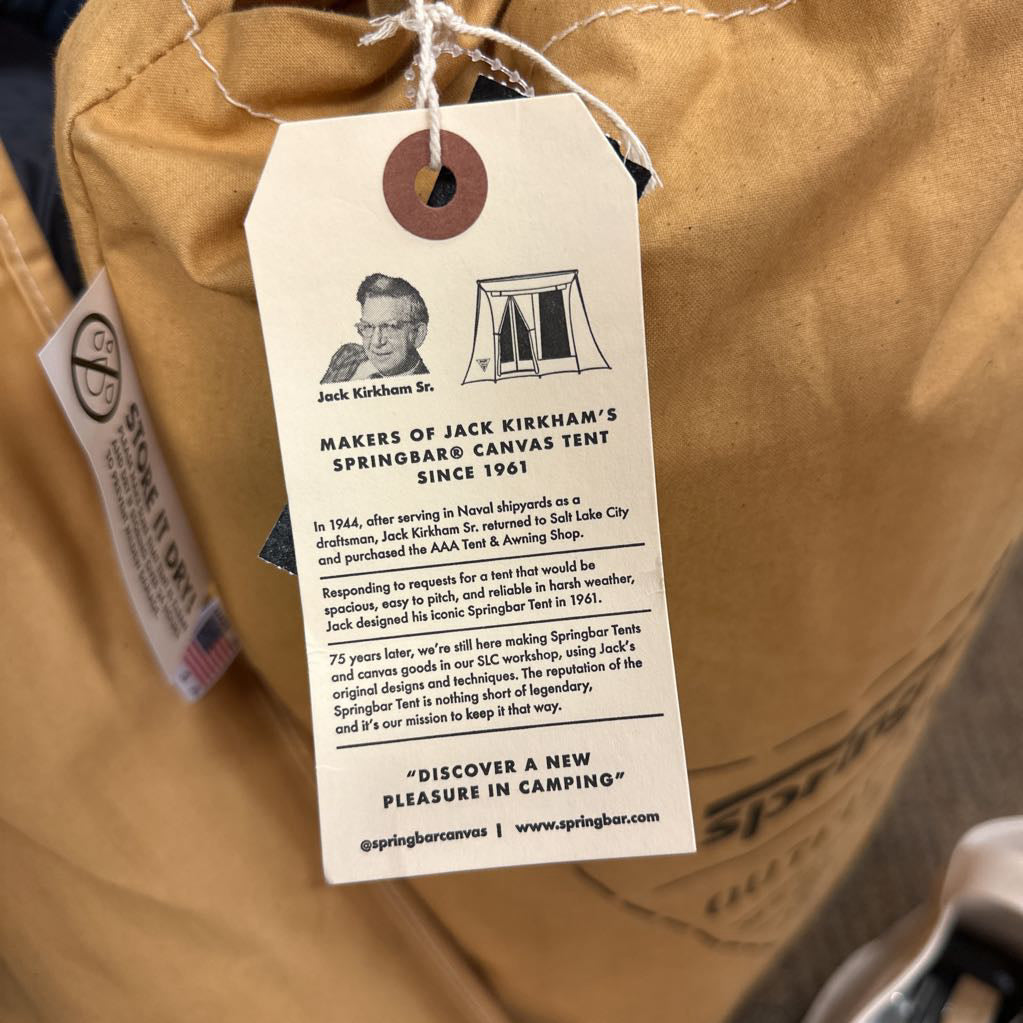 Jack Kirkham Sr.
MAKERS OF JACK KIRKHAM'S
SPRINGBAR® CANVAS TENT
SINCE 1961
In 1944, after serving in Naval shipyards as a
draftsman, Jack Kirkham Sr. returned to Salt Lake City
and purchased the AAA Tent & Awning Shop.
Responding to requests for a tent that would be
spacious, easy to pitch, and reliable in harsh weather,
Jack designed his iconic Springbar Tent in 1961.
75 years later, we're still here making Springbar Tents
and canvas goods in our SLC workshop, using Jack's
original designs and techniques. The reputation of the
Springbar Tent is nothing short of legendary,
and it's our mission to keep it that way.
"DISCOVER A NEW
PLEASURE IN CAMPING"
@springbarcanvas | www.springbar.com
STORE IT DRY!